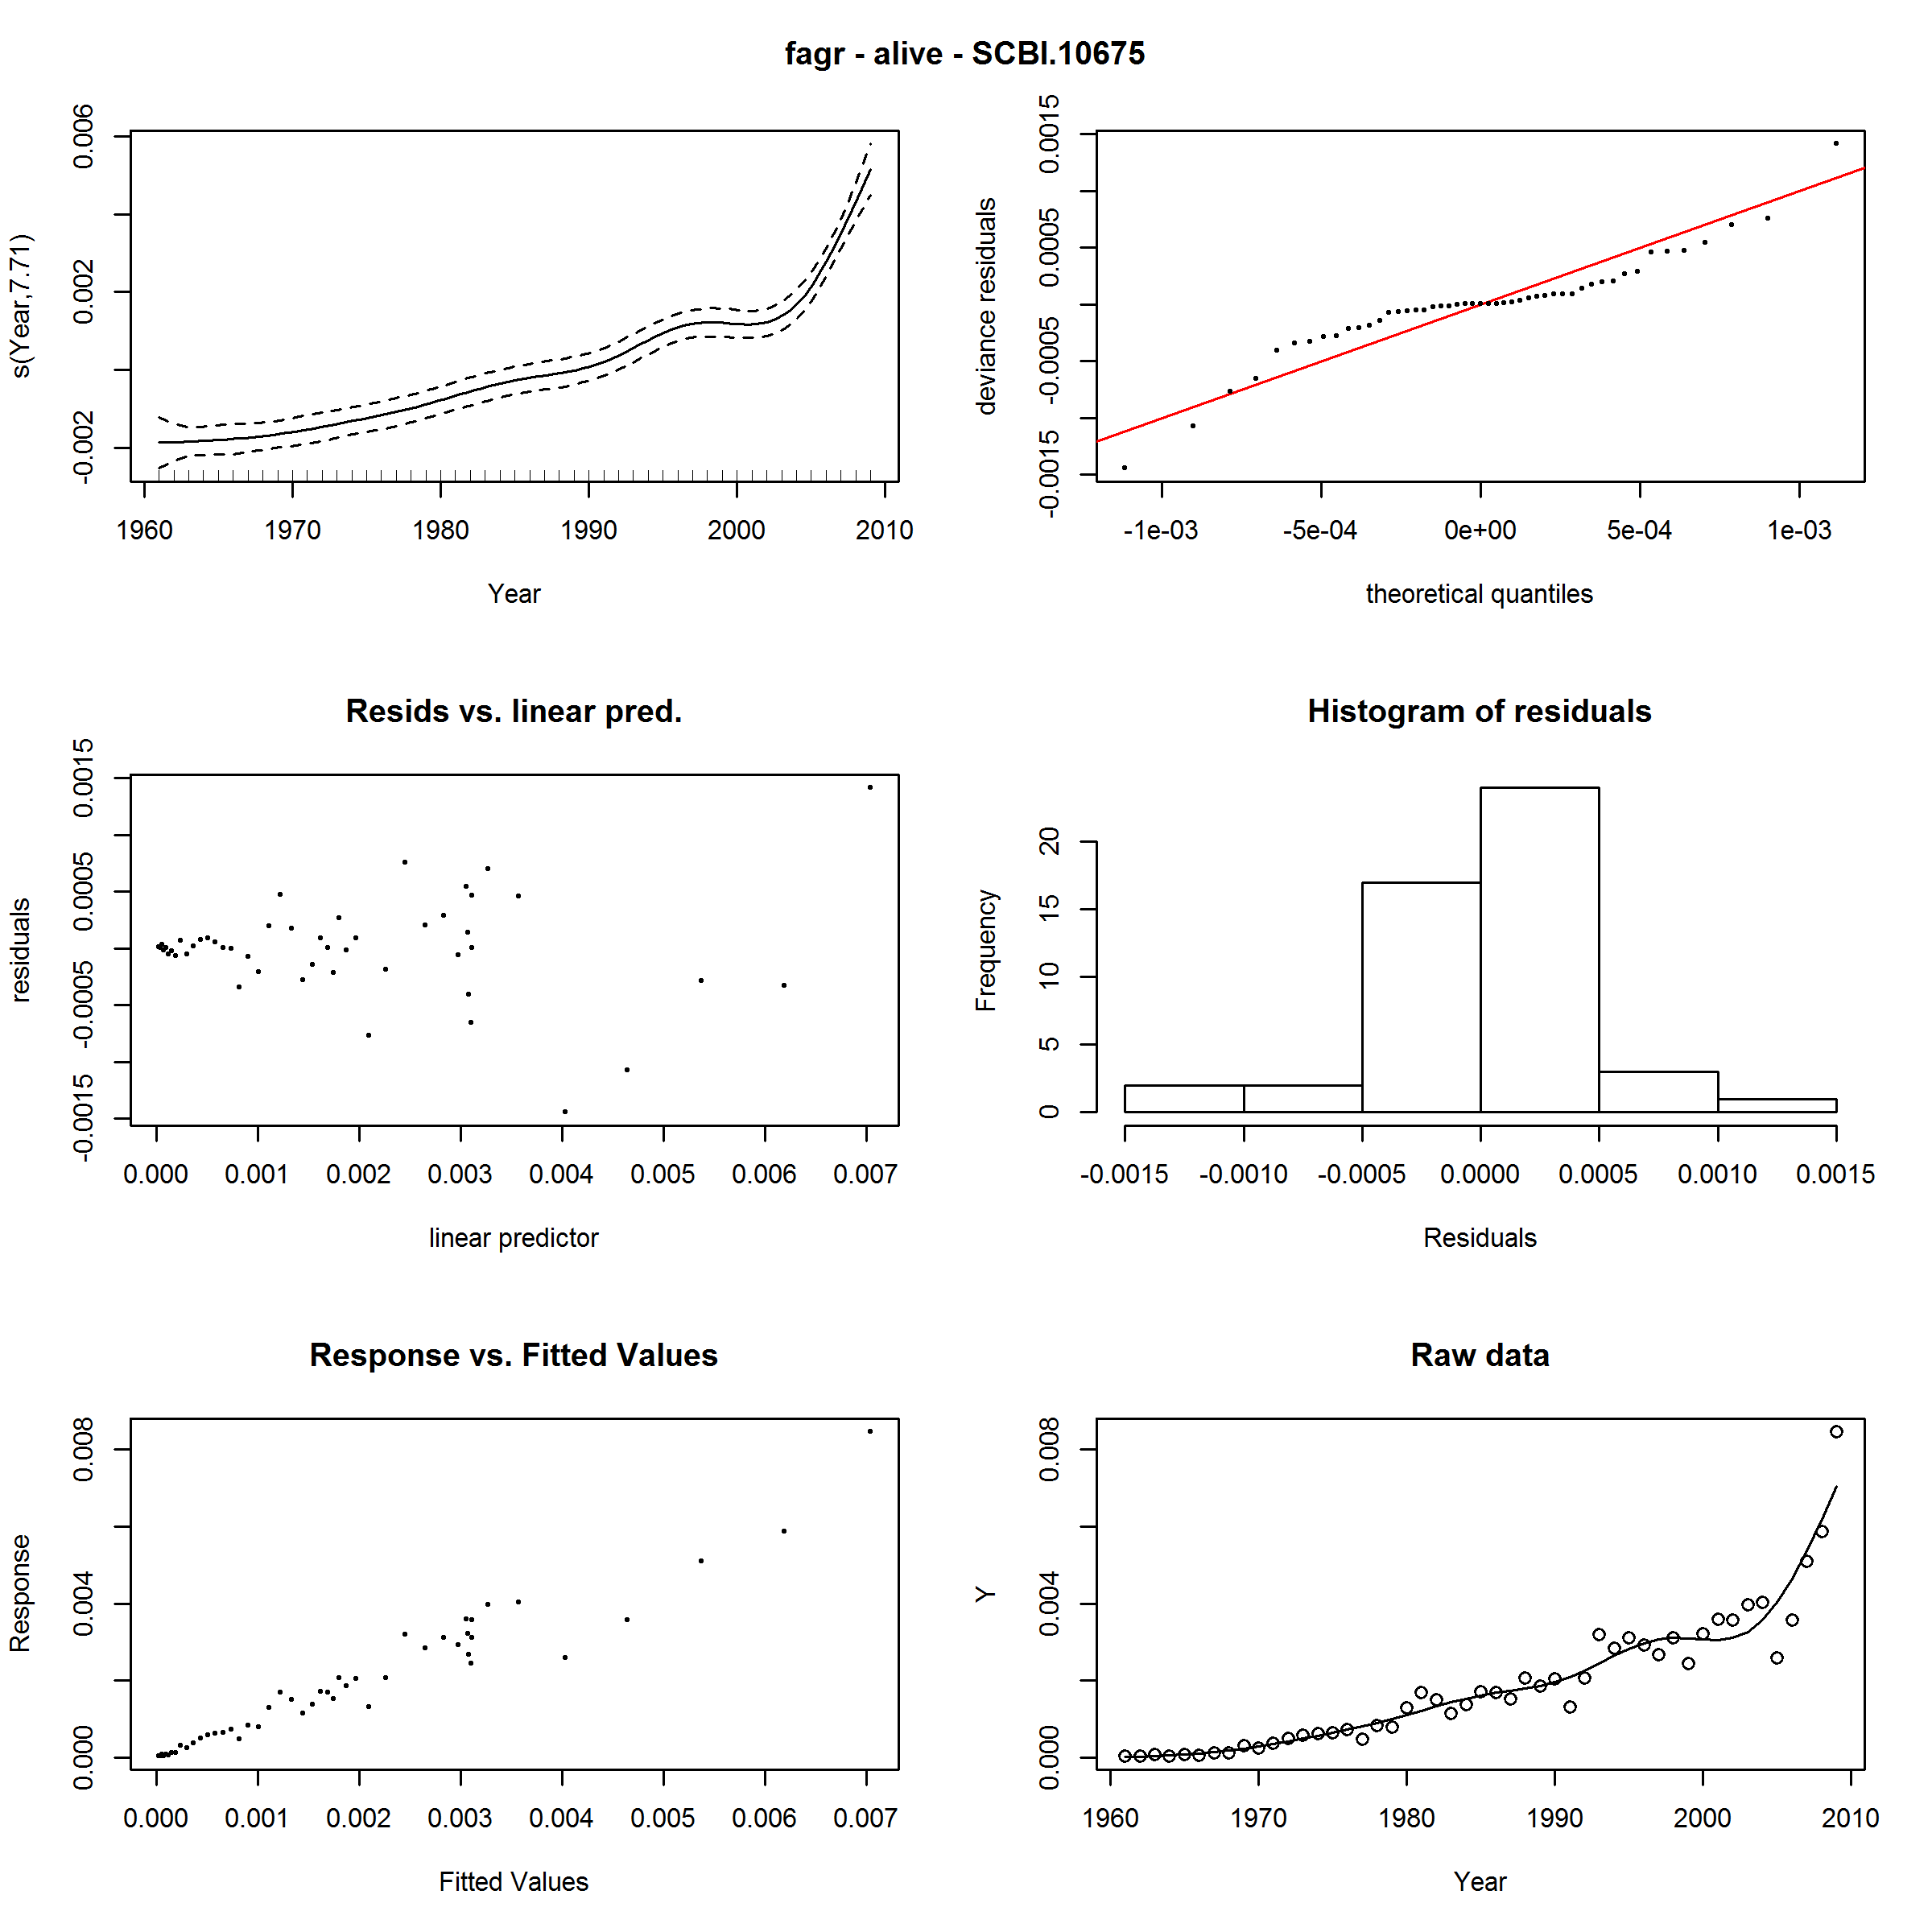 fagr - alive - SCBI.10675
s(Year,7.71)
-0.002 0.002 0.006
1960 1970 1980 1990 2000 2010
Year
deviance residuals
-0.0015 -0.0005 0.0005 0.0015
-1e-03 -5e-04 0e+00 5e-04 1e-03
theoretical quantiles
Resids vs. linear pred.
residuals
-0.0015 -0.0005 0.0005 0.0015
0.000 0.001 0.002 0.003 0.004 0.005 0.006 0.007
linear predictor
Histogram of residuals
Frequency
0 5 10 15 20
-0.0015 -0.0010 -0.0005 0.0000 0.0005 0.0010 0.0015
Residuals
Response vs. Fitted Values
Response
0.000 0.004 0.008
0.000 0.001 0.002 0.003 0.004 0.005 0.006 0.007
Fitted Values
Raw data
Y
0.000 0.004 0.008
1960 1970 1980 1990 2000 2010
Year